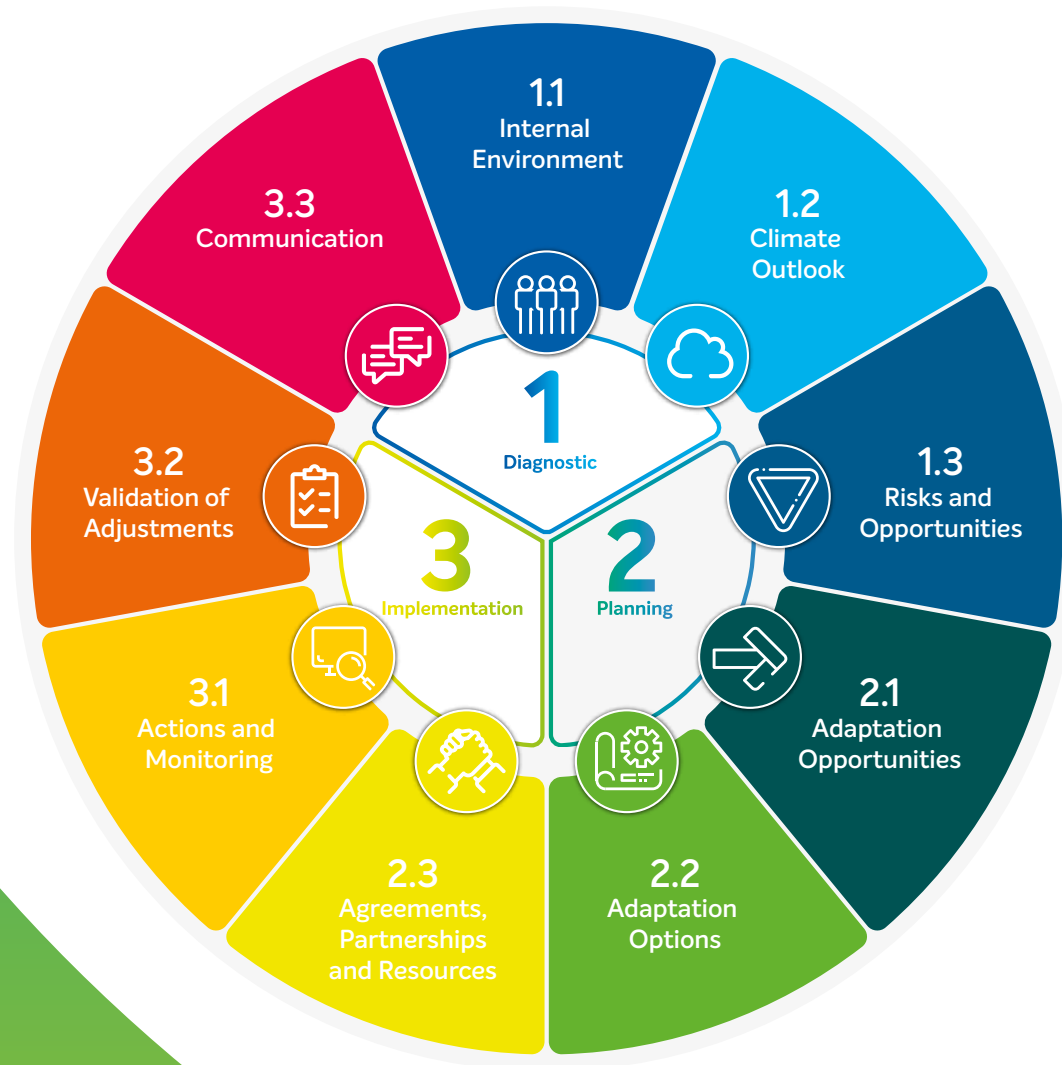 1.1
Internal
Environment
1.2
Climate
Outlook
1.3
Risks and
Opportunities
2.1
Adaptation
Opportunities
2.2
Adaptation
Options
2.3
Agreements,
Partnerships
and Resources
3.1
Actions and
Monitoring
3.2
Validation of
Adjustments
3.3
Communication
1
Diagnostic
2
Planning
3
Implementation